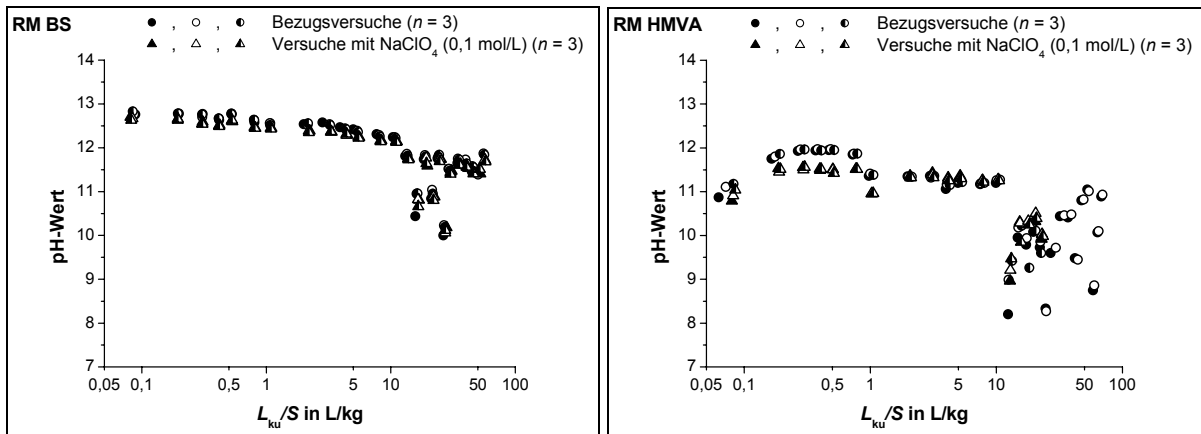 RM BS
● , ○ , ◐ Bezugsversuche (n = 3)
▲ , △ , ◭ Versuche mit NaClO₄ (0,1 mol/L) (n = 3)
14
13
12
11
10
9
8
7
pH-Wert
0,05 0,1 0,5 1 5 10 50 100
L_ku/S in L/kg
RM HMVA
● , ○ , ◐ Bezugsversuche (n = 3)
▲ , △ , ◭ Versuche mit NaClO₄ (0,1 mol/L) (n = 3)
14
13
12
11
10
9
8
7
pH-Wert
0,05 0,1 0,5 1 5 10 50 100
L_ku/S in L/kg